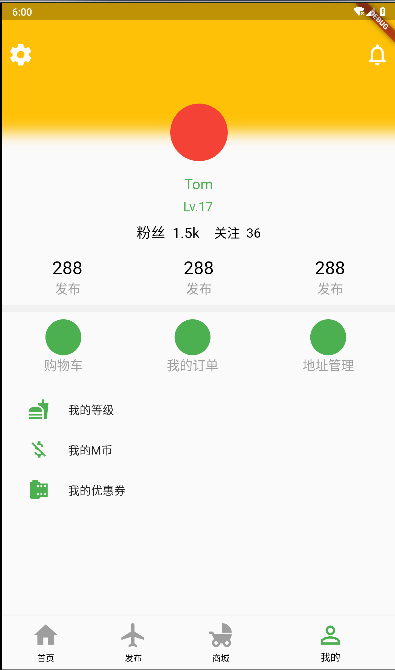 6:00
DEBUG
Tom
Lv.17
粉丝 1.5k 关注 36
288 288 288
发布 发布 发布
购物车 我的订单 地址管理
我的等级
我的M币
我的优惠券
首页 发布 商城 我的